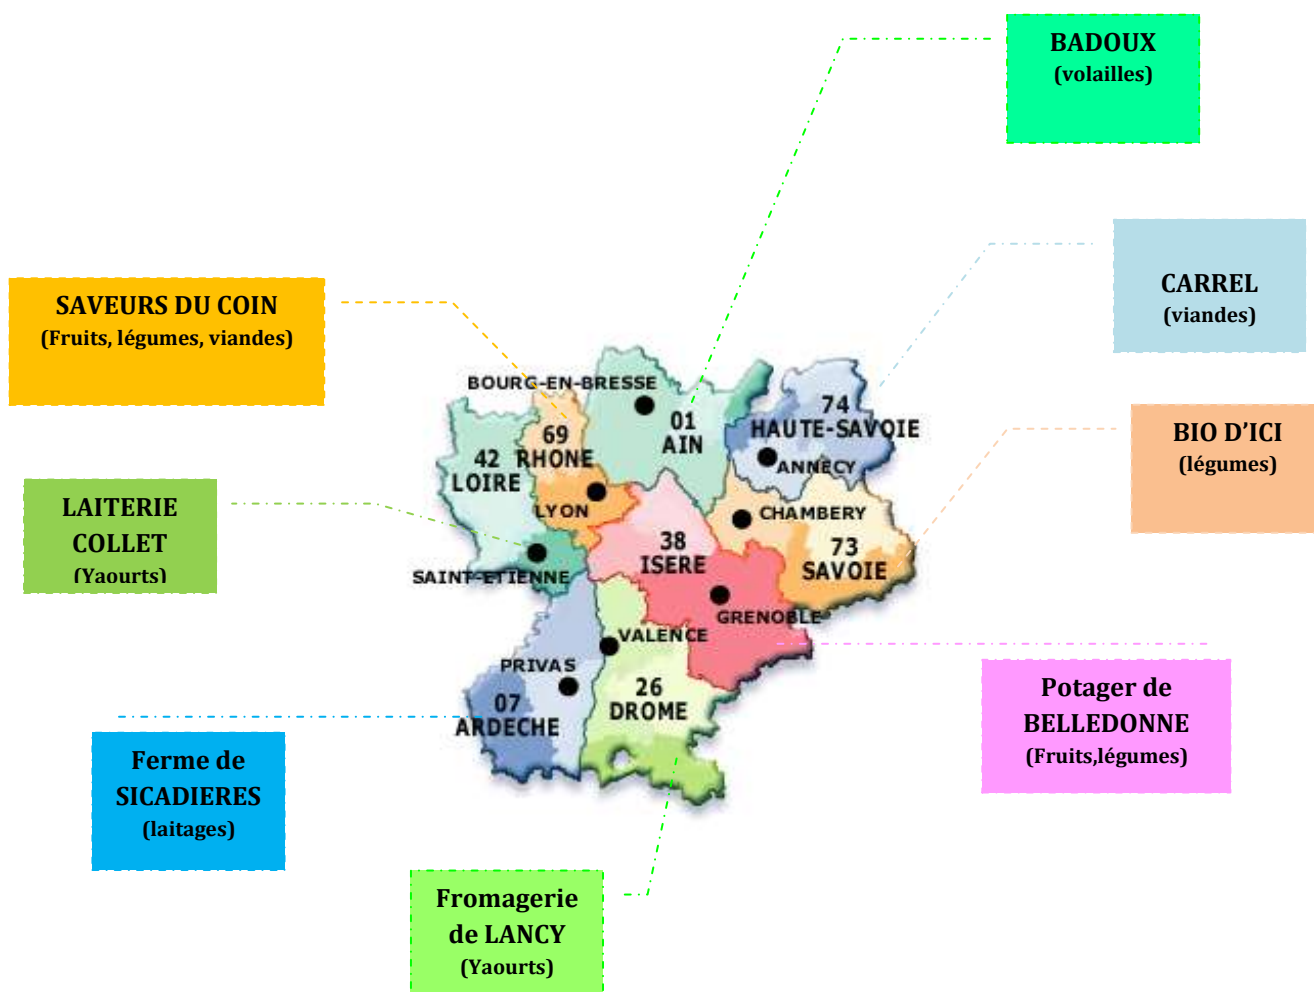 BADOUX
(volailles)
CARREL
(viandes)
SAVEURS DU COIN
(Fruits, légumes, viandes)
BIO D'ICI
(légumes)
LAITERIE
COLLET
(Yaourts)
BOURG-EN-BRESSE
01
AIN
74
HAUTE-SAVOIE
ANNECY
69
RHONE
42
LOIRE
LYON
CHAMBERY
38
ISERE
73
SAVOIE
SAINT-ETIENNE
GRENOBLE
VALENCE
PRIVAS
07
ARDECHE
26
DROME
Potager de
BELLEDONNE
(Fruits,légumes)
Ferme de
SICADIERES
(laitages)
Fromagerie
de LANCY
(Yaourts)